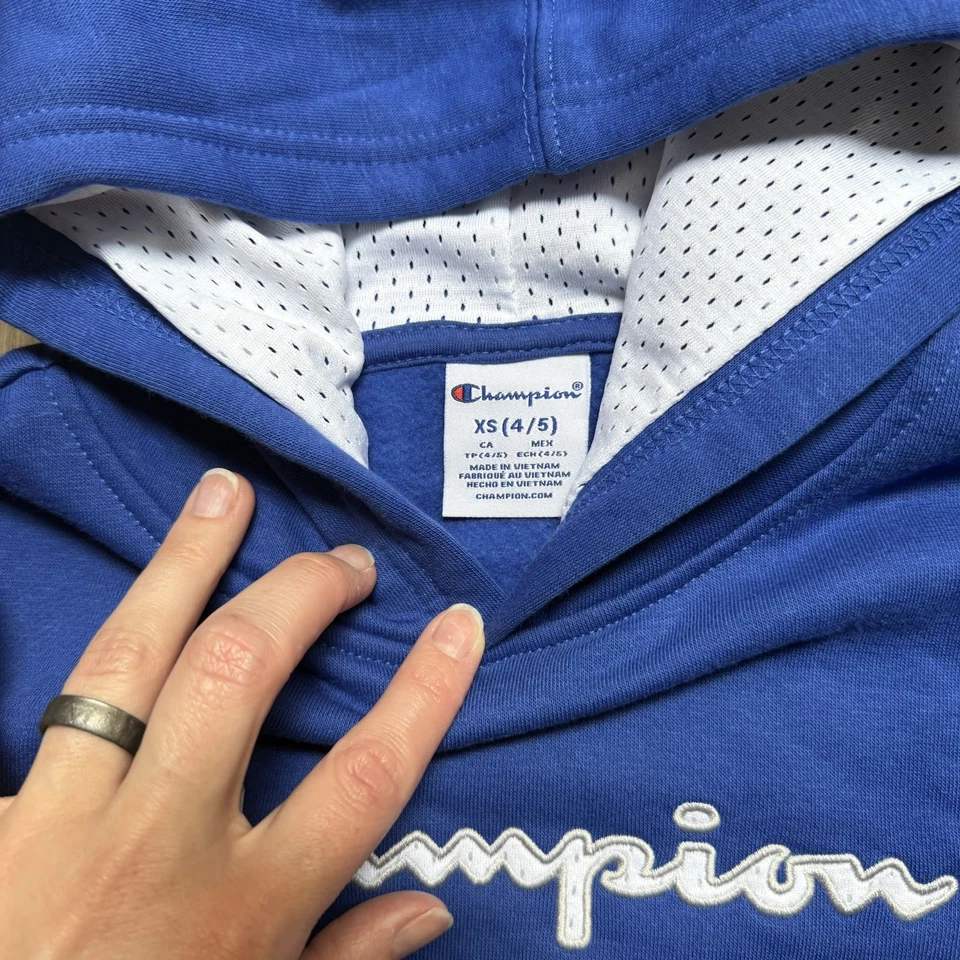 Champion®
XS (4/5)
CA MEX
TP(4/5) ECH(4/5)
MADE IN VIETNAM
FABRIQUÉ AU VIETNAM
HECHO EN VIETNAM
CHAMPION.COM
ampion